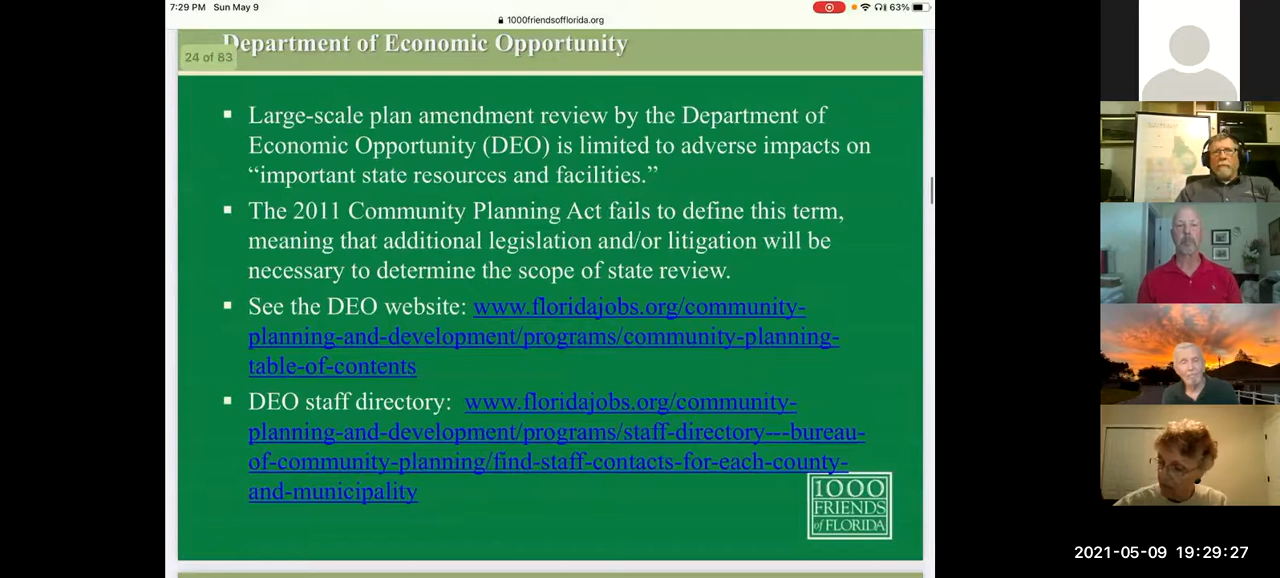 7:29 PM Sun May 9
63%
1000friendsofflorida.org
Department of Economic Opportunity
24 of 83
▪ Large-scale plan amendment review by the Department of
Economic Opportunity (DEO) is limited to adverse impacts on
“important state resources and facilities.”
▪ The 2011 Community Planning Act fails to define this term,
meaning that additional legislation and/or litigation will be
necessary to determine the scope of state review.
▪ See the DEO website: www.floridajobs.org/community-
planning-and-development/programs/community-planning-
table-of-contents
▪ DEO staff directory: www.floridajobs.org/community-
planning-and-development/programs/staff-directory---bureau-
of-community-planning/find-staff-contacts-for-each-county-
and-municipality
1000
FRIENDS
of FLORIDA
2021-05-09 19:29:27